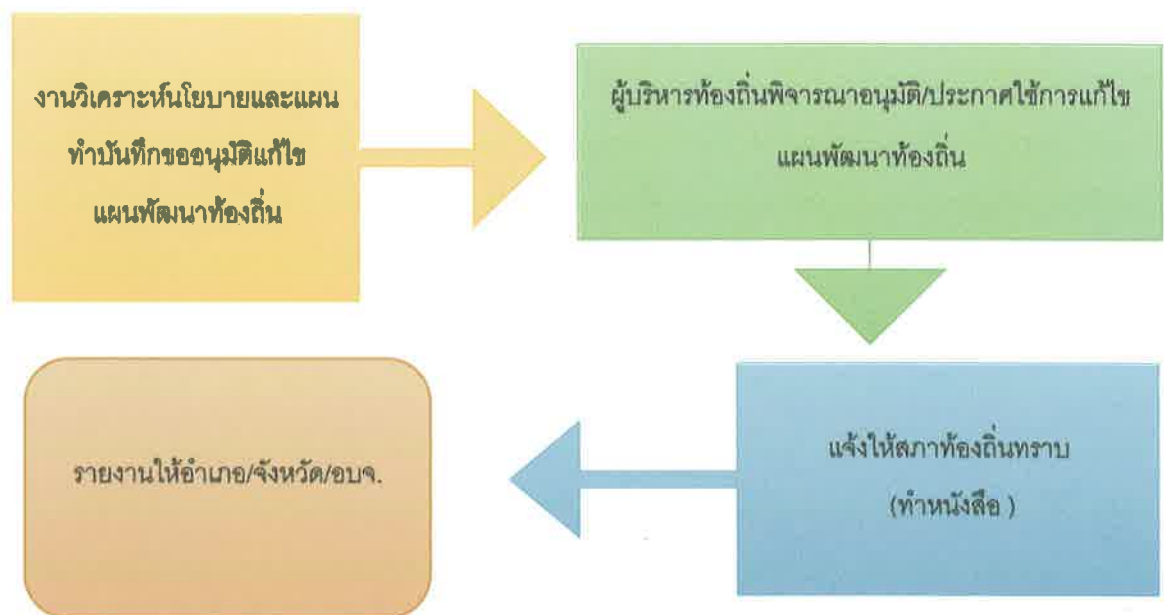 งานวิเคราะห์นโยบายและแผน
ทำบันทึกขออนุมัติแก้ไข
แผนพัฒนาท้องถิ่น
ผู้บริหารท้องถิ่นพิจารณาอนุมัติ/ประกาศใช้การแก้ไข
แผนพัฒนาท้องถิ่น
แจ้งให้สภาท้องถิ่นทราบ
(ทำหนังสือ )
รายงานให้อำเภอ/จังหวัด/อบจ.